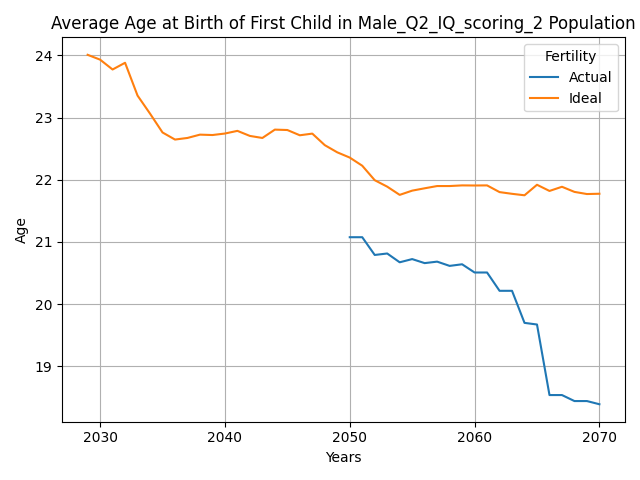 Average Age at Birth of First Child in Male_Q2_IQ_scoring_2 Population
Fertility
Actual
Ideal
Age
24
23
22
21
20
19
2030 2040 2050 2060 2070
Years